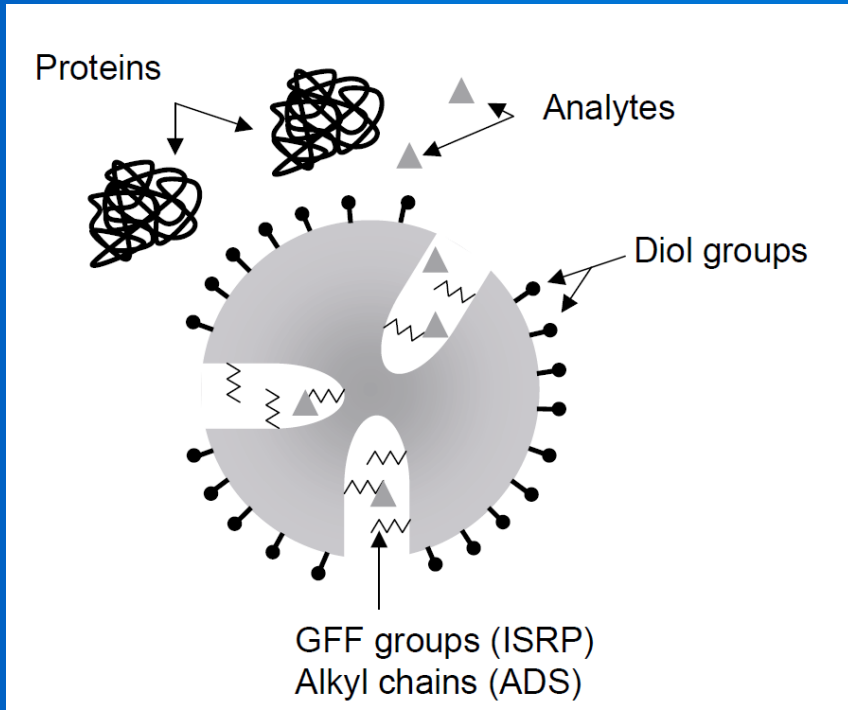 Proteins
Analytes
Diol groups
GFF groups (ISRP)
Alkyl chains (ADS)